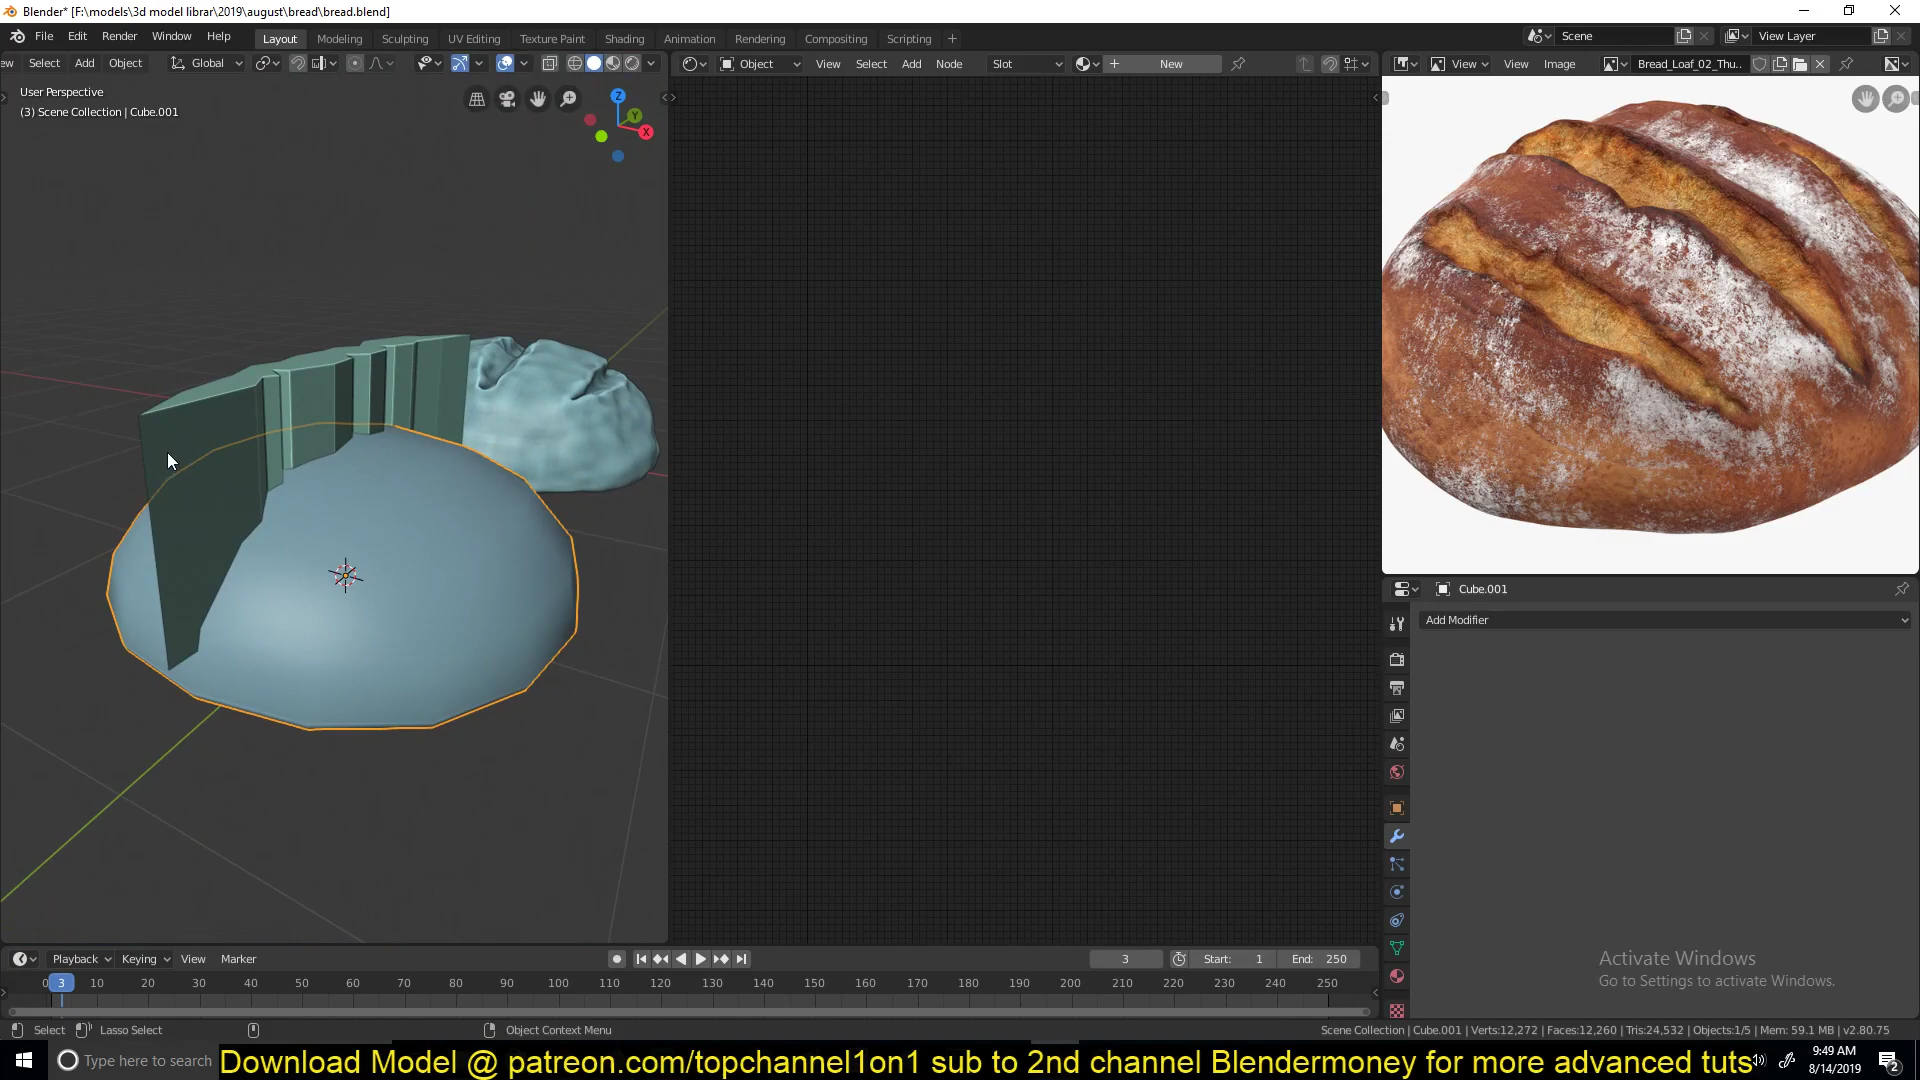 Blender* [F:\models\3d model librar\2019\august\bread\bread.blend]
File Edit Render Window Help Layout Modeling Sculpting UV Editing Texture Paint Shading Animation Rendering Compositing Scripting + Scene View Layer
ew Select Add Object Global Object View Select Add Node Slot New View View Image Bread_Loaf_02_Thu..
User Perspective
(3) Scene Collection | Cube.001
Z
Y
X
Cube.001
Add Modifier
Activate Windows
Go to Settings to activate Windows.
Playback Keying View Marker 3 Start: 1 End: 250
0 3 10 20 30 40 50 60 70 80 90 100 110 120 130 140 150 160 170 180 190 200 210 220 230 240 250
Select Lasso Select Object Context Menu Scene Collection | Cube.001 | Verts:12,272 | Faces:12,260 | Tris:24,532 | Objects:1/5 | Mem: 59.1 MB | v2.80.75
Type here to search Download Model @ patreon.com/topchannel1on1 sub to 2nd channel Blendermoney for more advanced tuts
9:49 AM
8/14/2019
2